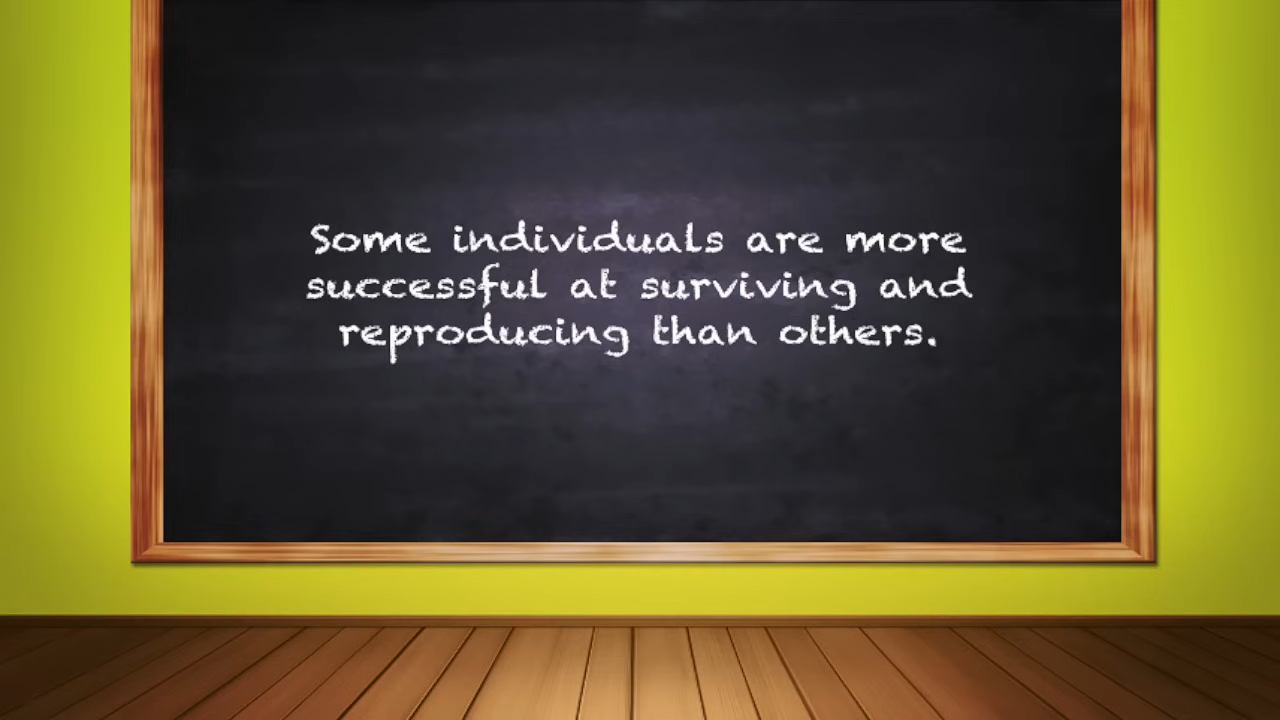 Some individuals are more
successful at surviving and
reproducing than others.